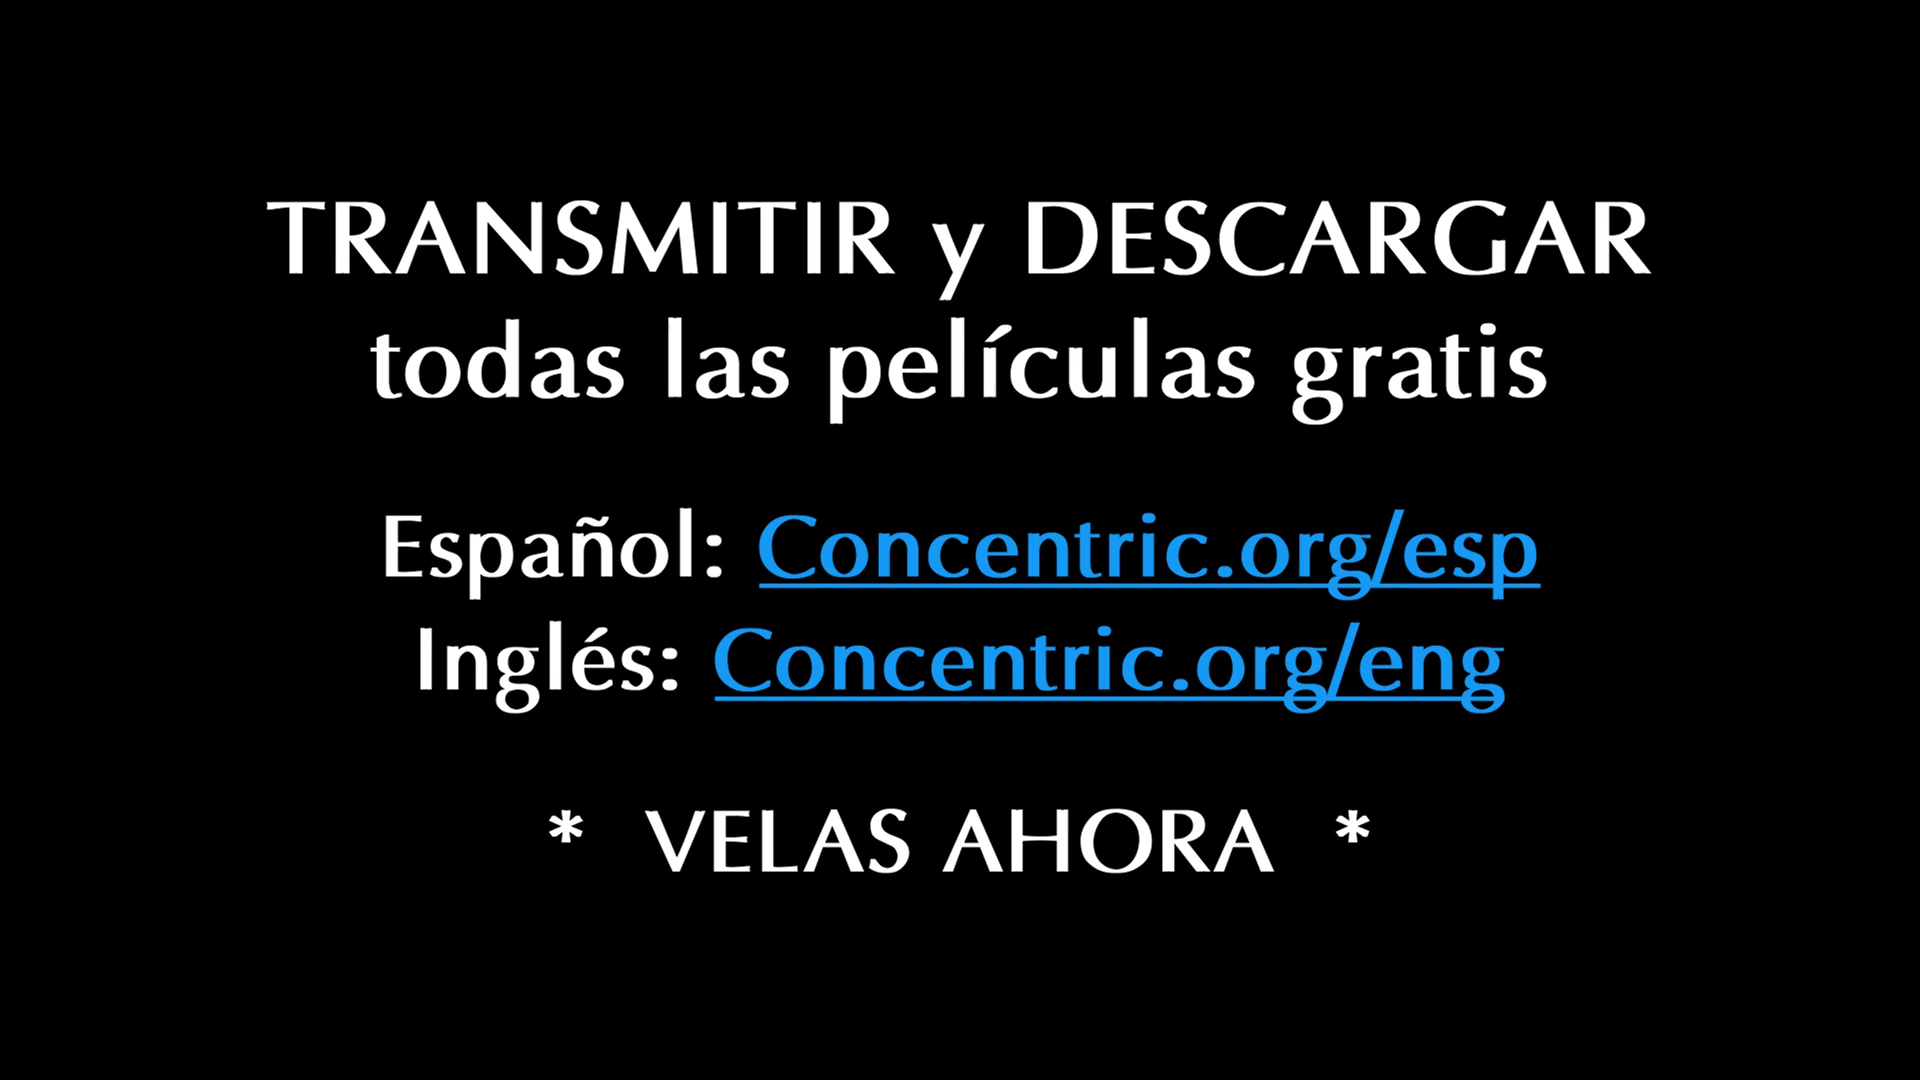 TRANSMITIR y DESCARGAR
todas las películas gratis
Español: Concentric.org/esp
Inglés: Concentric.org/eng
* VELAS AHORA *